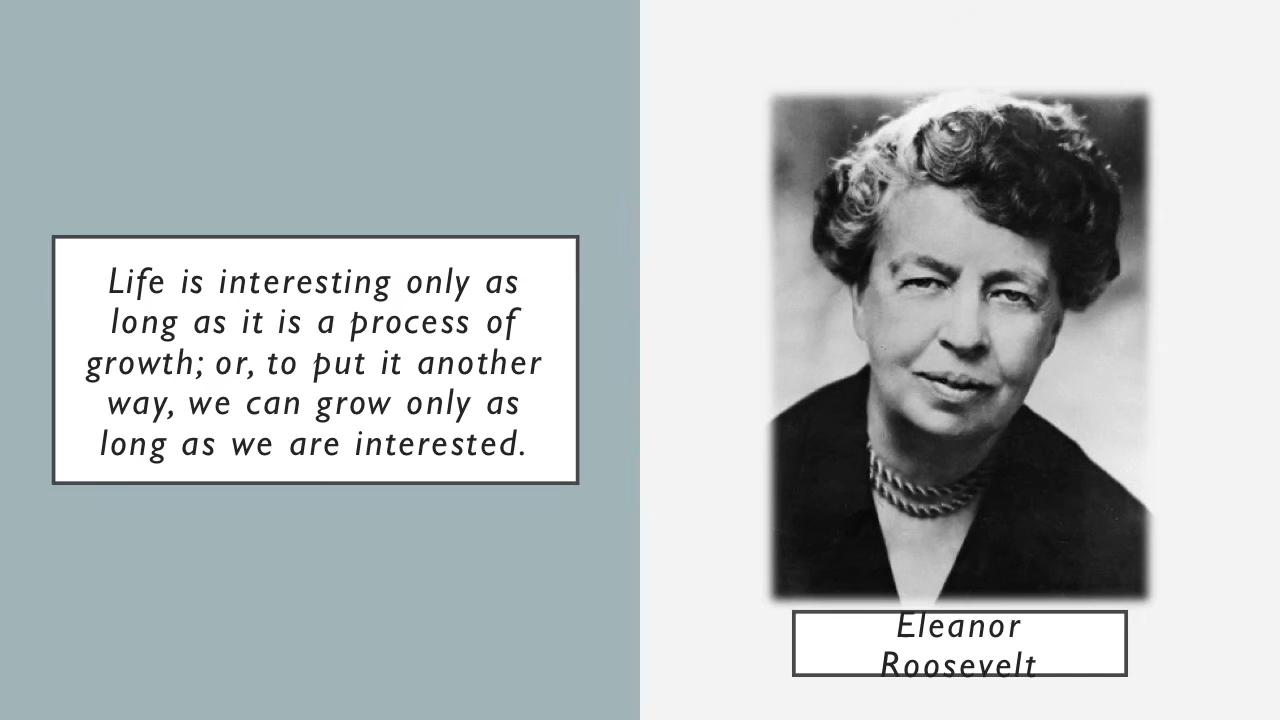 Life is interesting only as
long as it is a process of
growth; or, to put it another
way, we can grow only as
long as we are interested.
Eleanor
Roosevelt